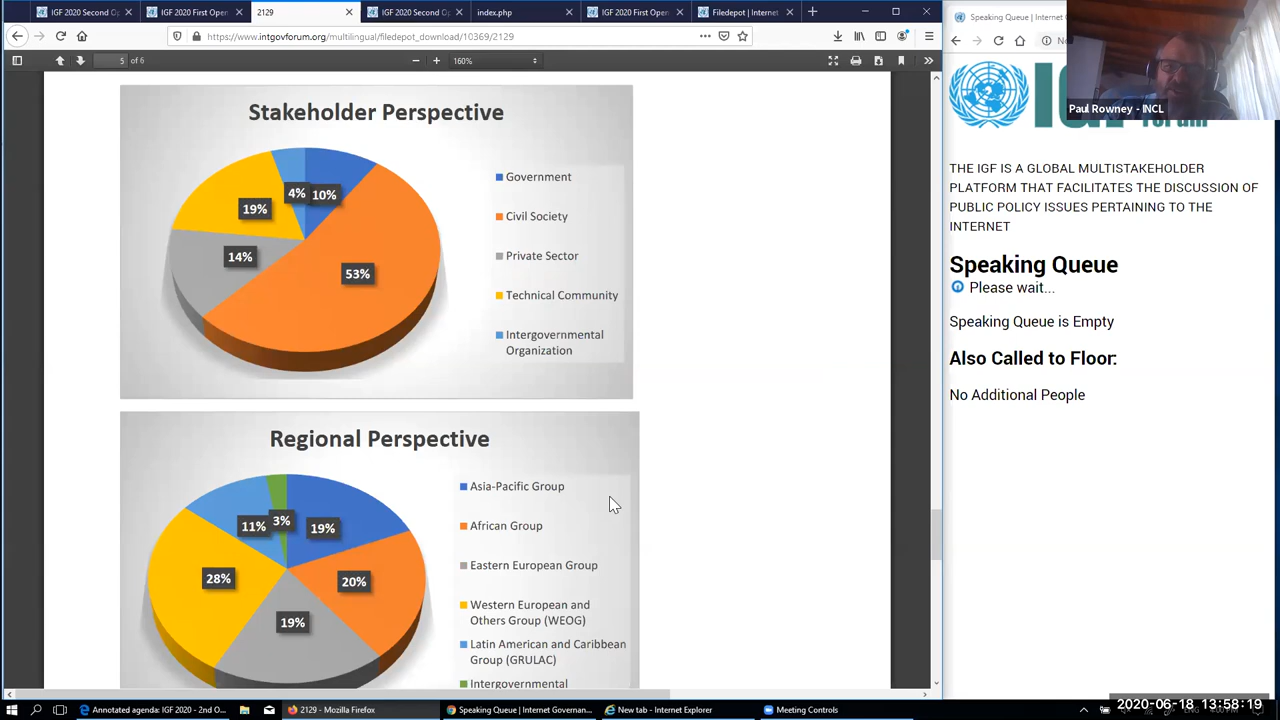 IGF 2020 Second Op
IGF 2020 First Open
2129
IGF 2020 Second Op
index.php
IGF 2020 First Open
Filedepot | Internet
https://www.intgovforum.org/multilingual/filedepot_download/10369/2129
5 of 6
160%
Stakeholder Perspective
4%
10%
19%
14%
53%
Government
Civil Society
Private Sector
Technical Community
Intergovernmental
Organization
Regional Perspective
11%
3%
19%
28%
20%
19%
Asia-Pacific Group
African Group
Eastern European Group
Western European and
Others Group (WEOG)
Latin American and Caribbean
Group (GRULAC)
Intergovernmental
Speaking Queue | Internet
Paul Rowney - INCL
THE IGF IS A GLOBAL MULTISTAKEHOLDER
PLATFORM THAT FACILITATES THE DISCUSSION OF
PUBLIC POLICY ISSUES PERTAINING TO THE
INTERNET
Speaking Queue
Please wait...
Speaking Queue is Empty
Also Called to Floor:
No Additional People
Annotated agenda: IGF 2020 - 2nd O...
2129 - Mozilla Firefox
Speaking Queue | Internet Governan...
New tab - Internet Explorer
Meeting Controls
2020-06-18 13:58:19